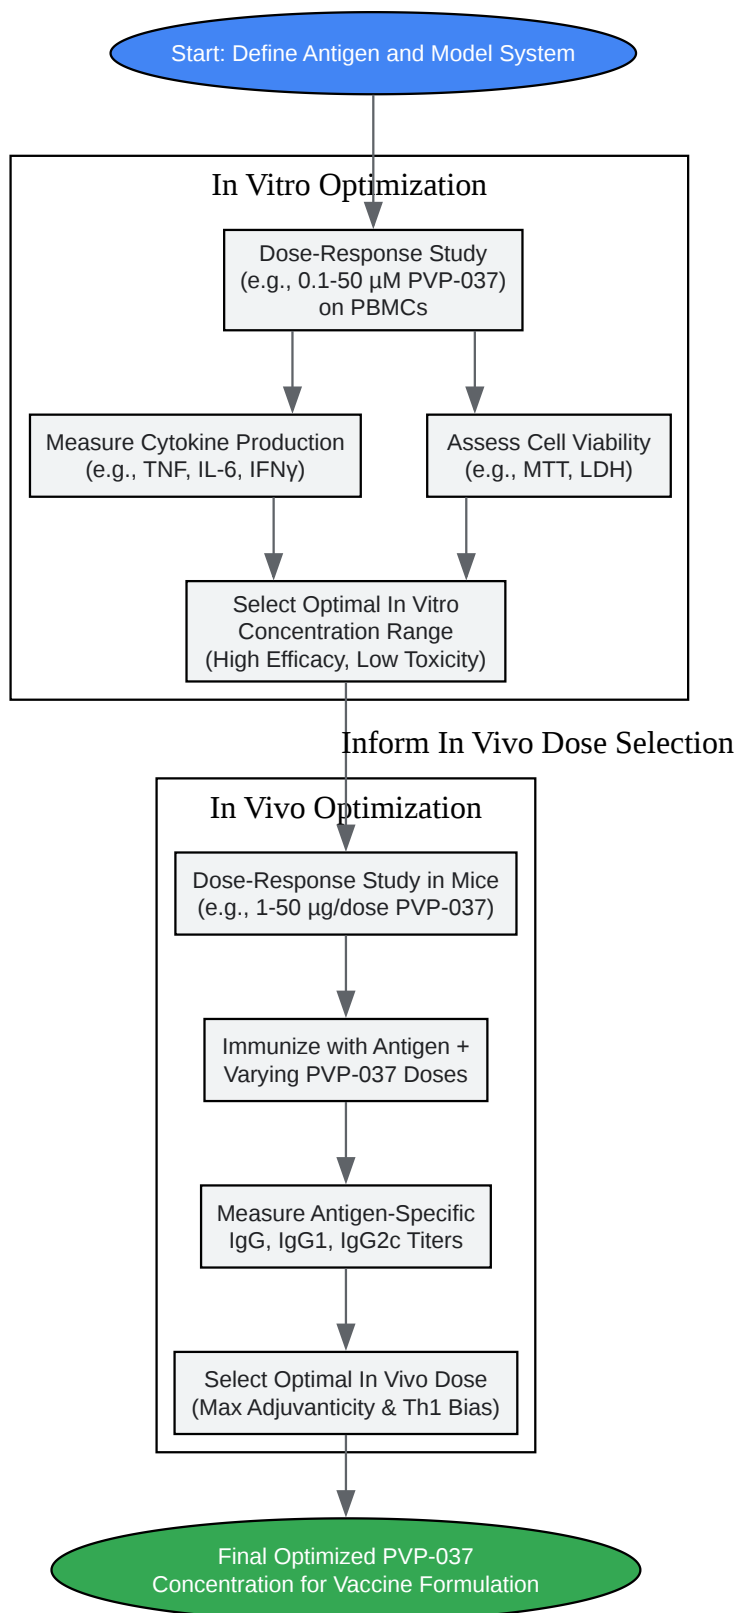 Start: Define Antigen and Model System
In Vitro Optimization
Dose-Response Study
(e.g., 0.1-50 µM PVP-037)
on PBMCs
Measure Cytokine Production
(e.g., TNF, IL-6, IFNγ)
Assess Cell Viability
(e.g., MTT, LDH)
Select Optimal In Vitro
Concentration Range
(High Efficacy, Low Toxicity)
Inform In Vivo Dose Selection
In Vivo Optimization
Dose-Response Study in Mice
(e.g., 1-50 µg/dose PVP-037)
Immunize with Antigen +
Varying PVP-037 Doses
Measure Antigen-Specific
IgG, IgG1, IgG2c Titers
Select Optimal In Vivo Dose
(Max Adjuvanticity & Th1 Bias)
Final Optimized PVP-037
Concentration for Vaccine Formulation